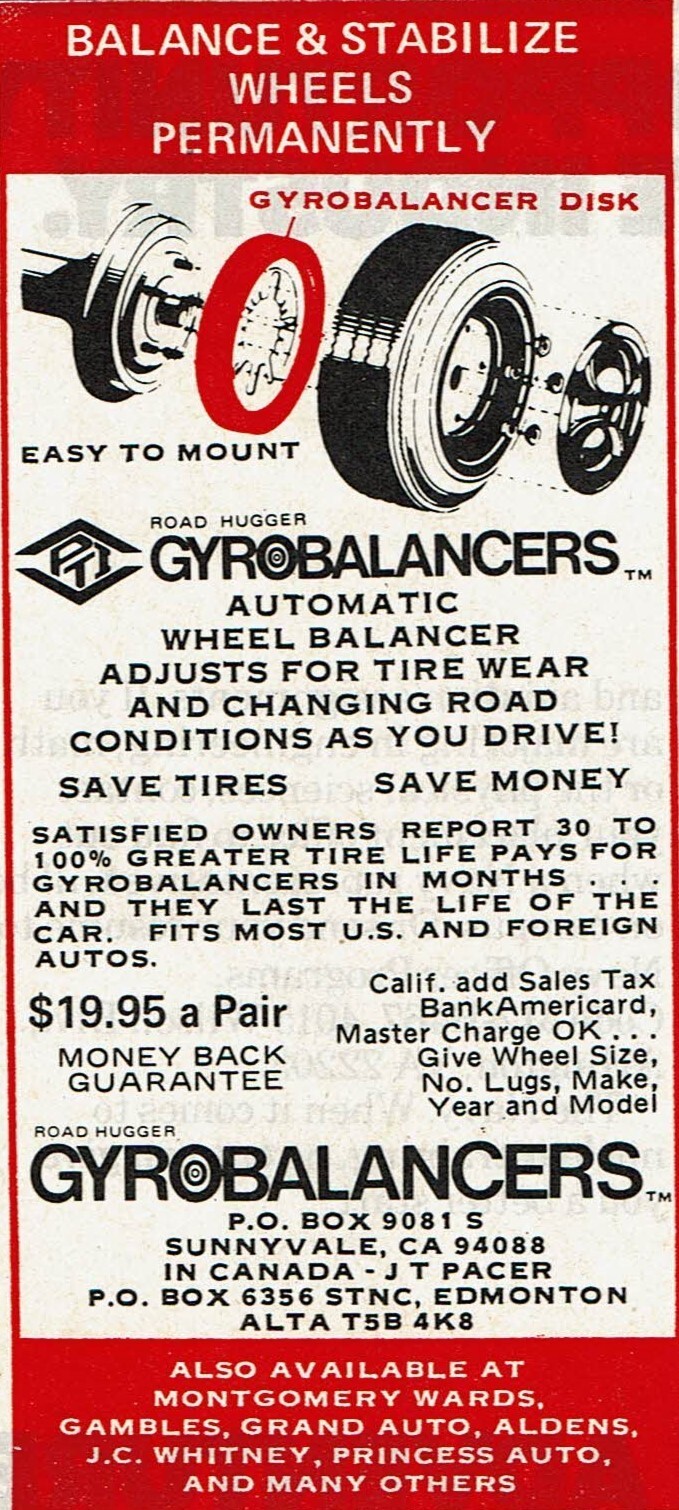 BALANCE & STABILIZE
WHEELS
PERMANENTLY
GYROBALANCER DISK
EASY TO MOUNT
PTI
ROAD HUGGER
GYROBALANCERS™
AUTOMATIC
WHEEL BALANCER
ADJUSTS FOR TIRE WEAR
AND CHANGING ROAD
CONDITIONS AS YOU DRIVE!
SAVE TIRES SAVE MONEY
SATISFIED OWNERS REPORT 30 TO
100% GREATER TIRE LIFE PAYS FOR
GYROBALANCERS IN MONTHS . . . .
AND THEY LAST THE LIFE OF THE
CAR. FITS MOST U.S. AND FOREIGN
AUTOS.
$19.95 a Pair
MONEY BACK
GUARANTEE
Calif. add Sales Tax
BankAmericard,
Master Charge OK . . .
Give Wheel Size,
No. Lugs, Make,
Year and Model
ROAD HUGGER
GYROBALANCERS™
P.O. BOX 9081 S
SUNNYVALE, CA 94088
IN CANADA - J T PACER
P.O. BOX 6356 STNC, EDMONTON
ALTA T5B 4K8
ALSO AVAILABLE AT
MONTGOMERY WARDS,
GAMBLES, GRAND AUTO, ALDENS,
J.C. WHITNEY, PRINCESS AUTO,
AND MANY OTHERS